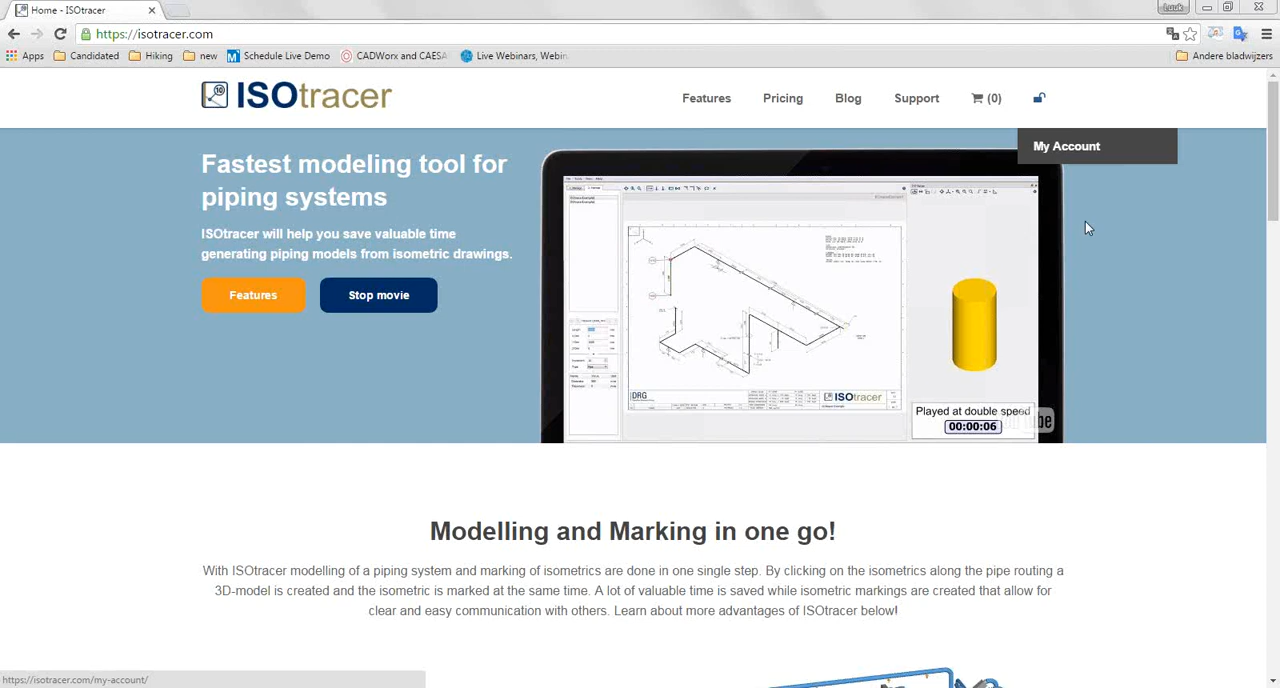 Home - ISOtracer
Luuk
https://isotracer.com
Apps
Candidated
Hiking
new
Schedule Live Demo
CADWorx and CAESA
Live Webinars, Webin
Andere bladwijzers
ISOtracer
Features
Pricing
Blog
Support
(0)
My Account
Fastest modeling tool for
piping systems
ISOtracer will help you save valuable time
generating piping models from isometric drawings.
Features
Stop movie
DRG
ISOtracer
Played at double speed
00:00:06
Modelling and Marking in one go!
With ISOtracer modelling of a piping system and marking of isometrics are done in one single step. By clicking on the isometrics along the pipe routing a
3D-model is created and the isometric is marked at the same time. A lot of valuable time is saved while isometric markings are created that allow for
clear and easy communication with others. Learn about more advantages of ISOtracer below!
https://isotracer.com/my-account/